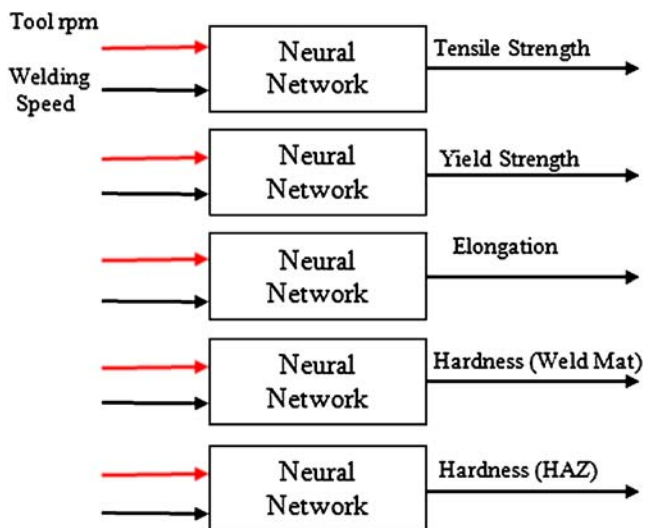 Tool rpm
Welding
Speed
Neural
Network
Tensile Strength
Neural
Network
Yield Strength
Neural
Network
Elongation
Neural
Network
Hardness (Weld Mat)
Neural
Network
Hardness (HAZ)